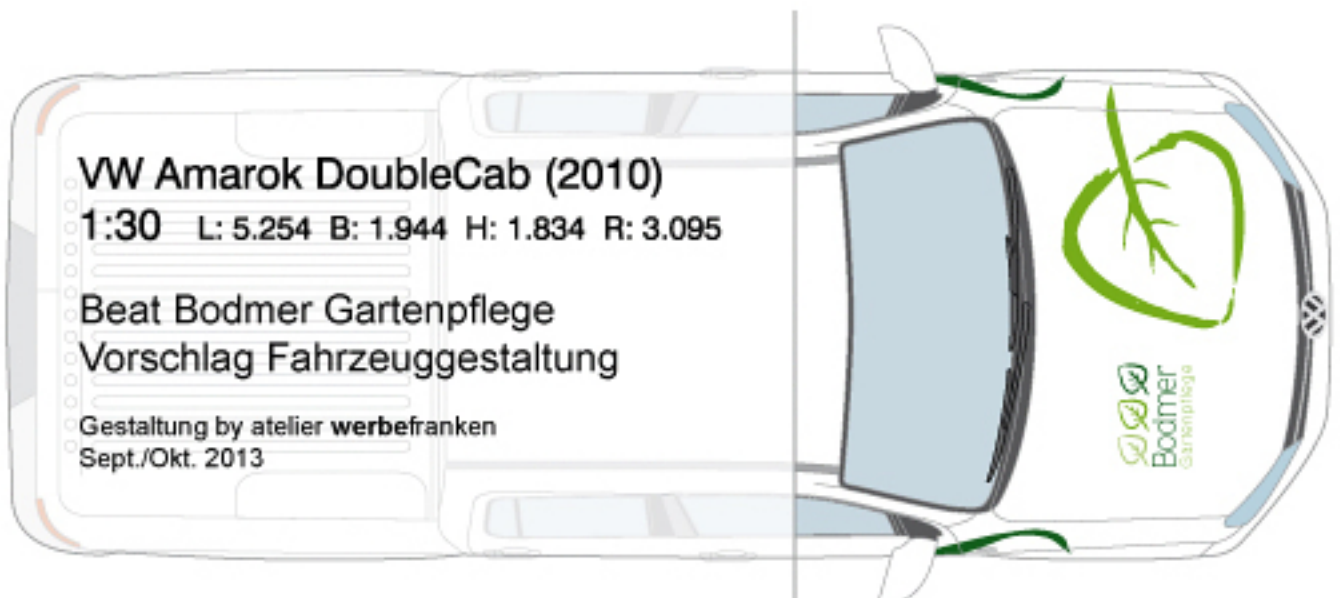 VW Amarok DoubleCab (2010)
1:30 L: 5.254 B: 1.944 H: 1.834 R: 3.095
Beat Bodmer Gartenpflege
Vorschlag Fahrzeuggestaltung
Gestaltung by atelier werbefranken
Sept./Okt. 2013
Bodmer
Gartenpflege